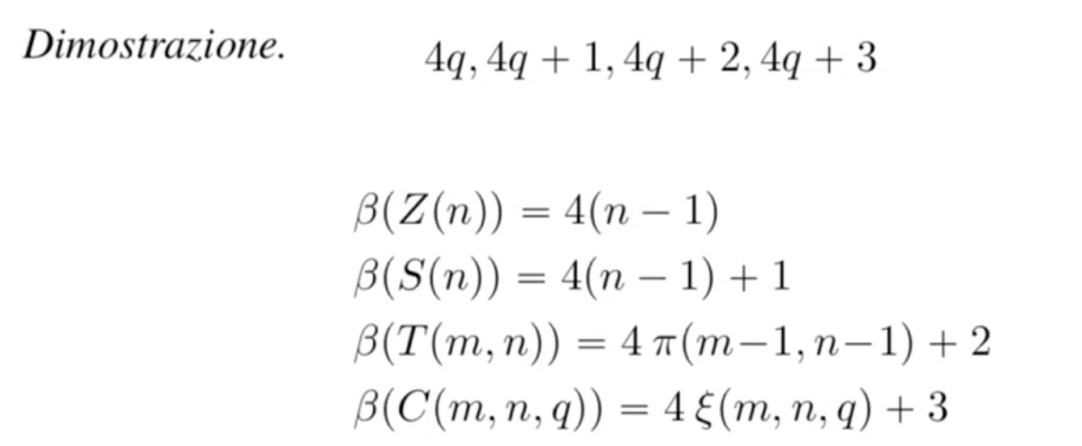 Dimostrazione. 4q, 4q + 1, 4q + 2, 4q + 3
β(Z(n)) = 4(n − 1)
β(S(n)) = 4(n − 1) + 1
β(T(m, n)) = 4 π(m−1, n−1) + 2
β(C(m, n, q)) = 4 ξ(m, n, q) + 3